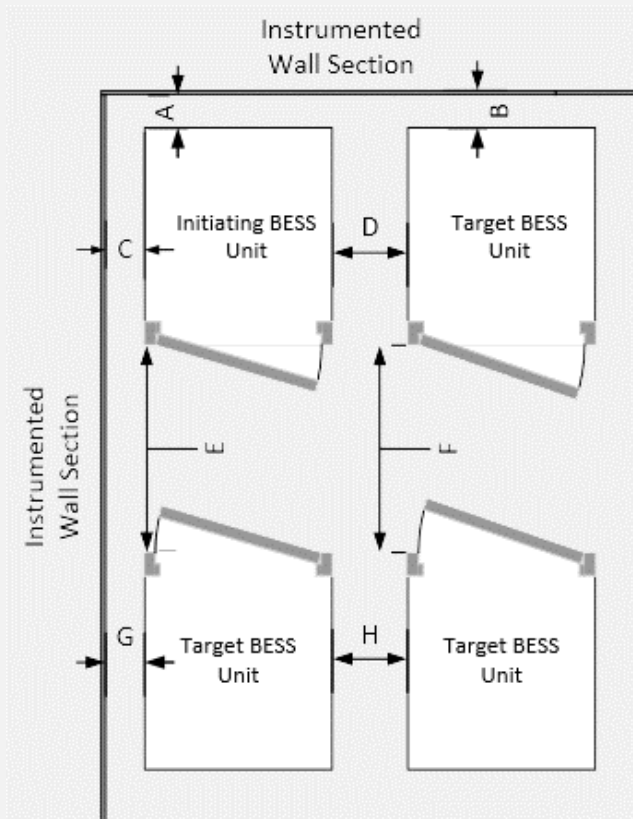 Instrumented
Wall Section
A
B
Initiating BESS
Unit
Target BESS
Unit
C
D
Instrumented
Wall Section
E
F
G
H
Target BESS
Unit
Target BESS
Unit